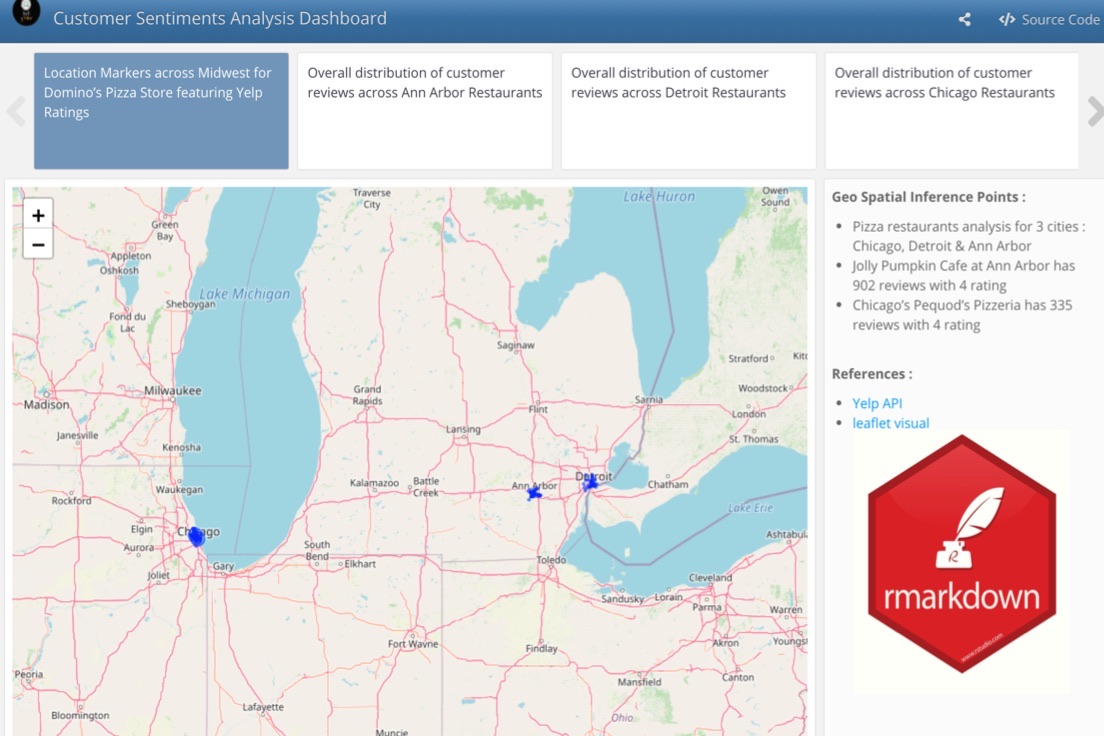 Customer Sentiments Analysis Dashboard
Source Code
Location Markers across Midwest for
Domino's Pizza Store featuring Yelp
Ratings
Overall distribution of customer
reviews across Ann Arbor Restaurants
Overall distribution of customer
reviews across Detroit Restaurants
Overall distribution of customer
reviews across Chicago Restaurants
+
−
Traverse
City
Lake Huron
Owen
Sound
Green
Bay
Appleton
Oshkosh
Lake Michigan
Sheboygan
Fond du
Lac
Saginaw
Stratford
Kitc
Milwaukee
Madison
Grand
Rapids
Woodstock
Sarnia
Flint
London
Janesville
Lansing
St. Thomas
Kenosha
Waukegan
Rockford
Kalamazoo
Battle
Creek
Ann Arbor
Detroit
Chatham
Lake Erie
Elgin
Chicago
Aurora
Ashtabula
South
Bend
Elkhart
Toledo
Joliet
Gary
Cleveland
Sandusky
Lorain
Parma
Warren
Fort Wayne
Findlay
Akron
Youngst
Peoria
Mansfield
Canton
Bloomington
Lafayette
Ohio
Muncie
Geo Spatial Inference Points :
Pizza restaurants analysis for 3 cities :
Chicago, Detroit & Ann Arbor
Jolly Pumpkin Cafe at Ann Arbor has
902 reviews with 4 rating
Chicago's Pequod's Pizzeria has 335
reviews with 4 rating
References :
Yelp API
leaflet visual
R
rmarkdown
www.rstudio.com